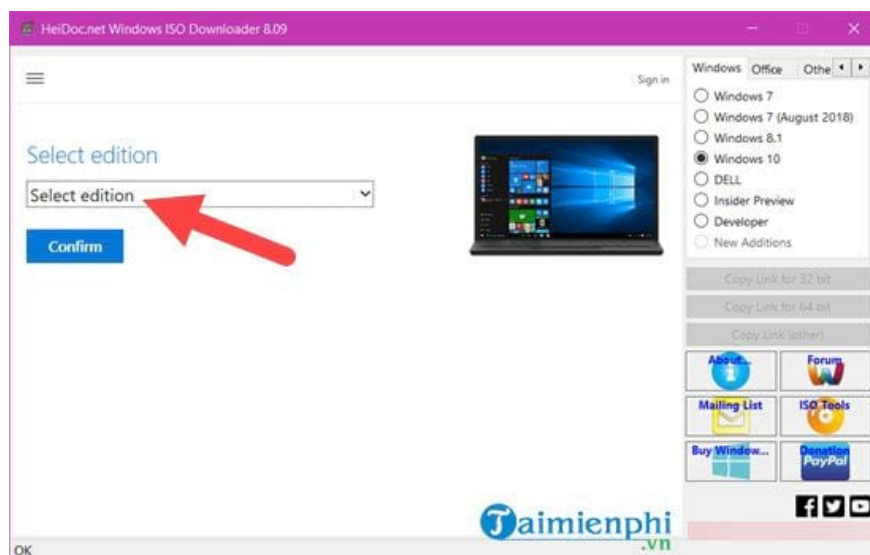 HeiDoc.net Windows ISO Downloader 8.09
Sign in
Select edition
Select edition
Confirm
Windows Office Othe
Windows 7
Windows 7 (August 2018)
Windows 8.1
Windows 10
DELL
Insider Preview
Developer
New Additions
Copy Link for 32 bit
Copy Link for 64 bit
Copy Link (other)
About... Forum
Mailing List ISO Tools
Buy Window... Donation
PayPal
Taimienphi
.vn
OK